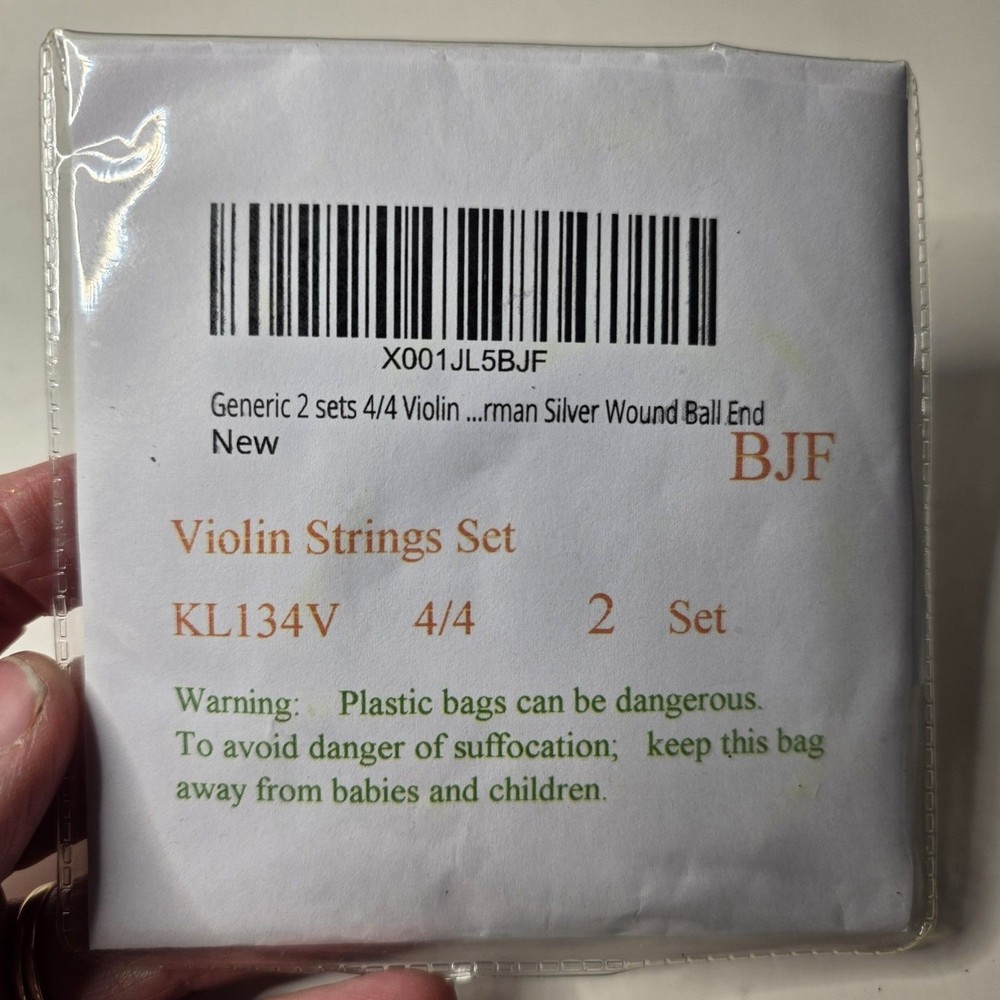 X001JL5BJF
Generic 2 sets 4/4 Violin ...rman Silver Wound Ball End
New
BJF
Violin Strings Set
KL134V 4/4 2 Set
Warning: Plastic bags can be dangerous.
To avoid danger of suffocation; keep this bag
away from babies and children.